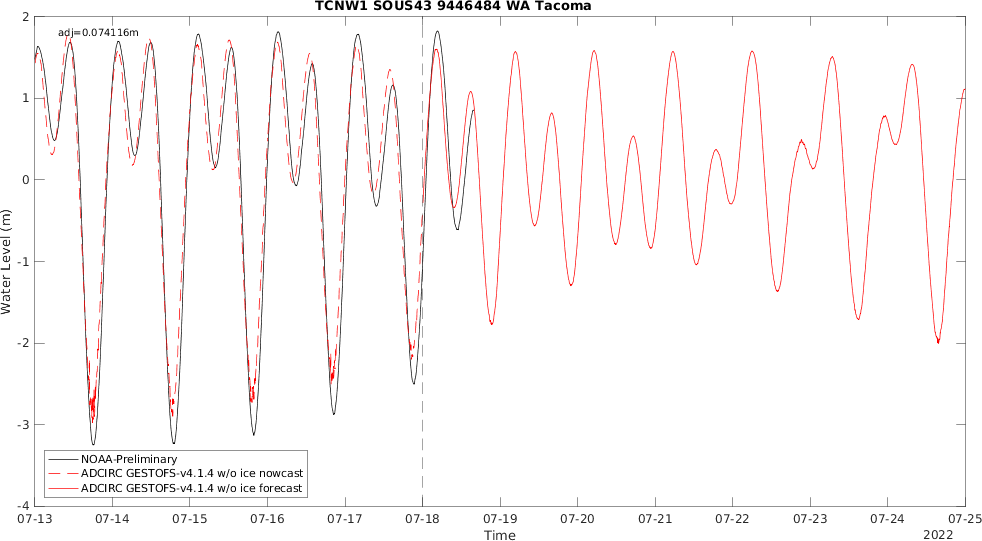 TCNW1 SOUS43 9446484 WA Tacoma
adj=0.074116m
2
1
0
-1
-2
-3
-4
Water Level (m)
NOAA-Preliminary
ADCIRC GESTOFS-v4.1.4 w/o ice nowcast
ADCIRC GESTOFS-v4.1.4 w/o ice forecast
07-13 07-14 07-15 07-16 07-17 07-18 07-19 07-20 07-21 07-22 07-23 07-24 07-25
Time
2022